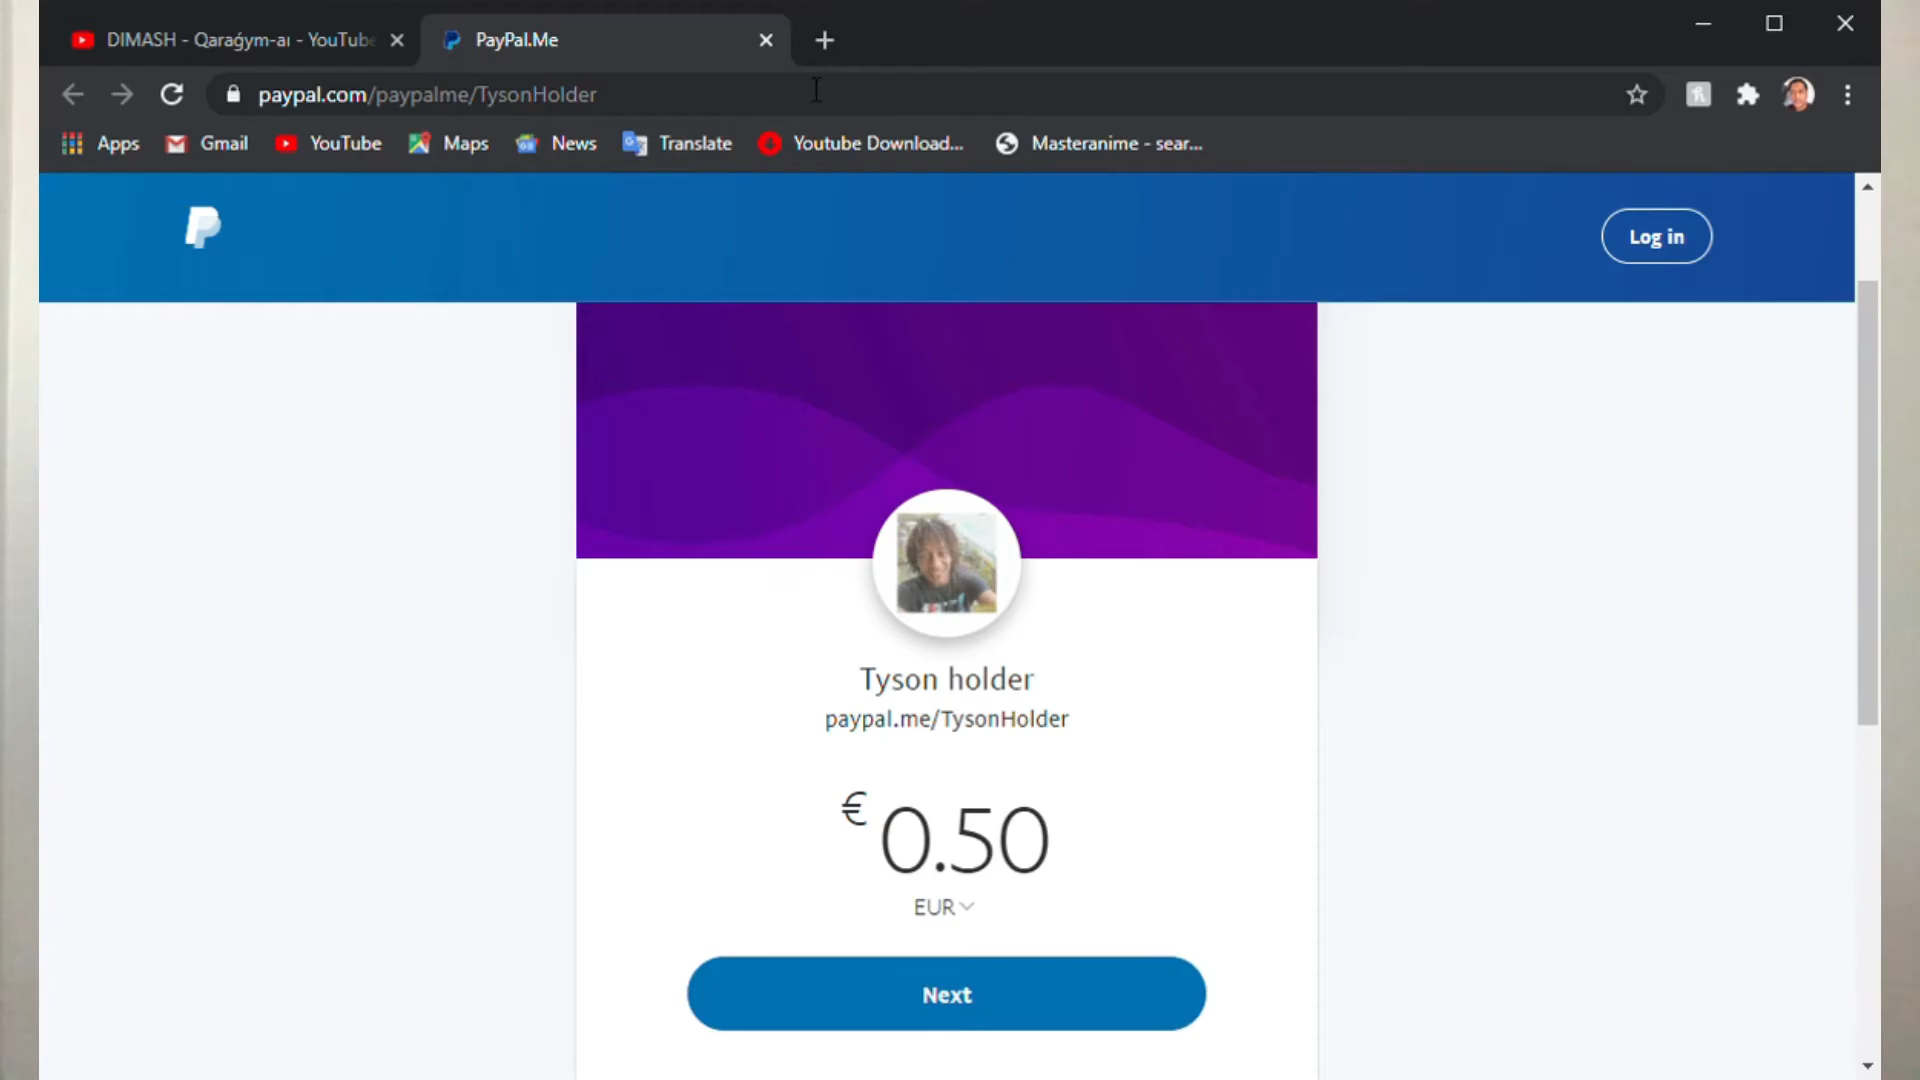 DIMASH - Qaraǵym-aı - YouTube
PayPal.Me
paypal.com/paypalme/TysonHolder
Apps
Gmail
YouTube
Maps
News
Translate
Youtube Download...
Masteranime - sear...
Log in
Tyson holder
paypal.me/TysonHolder
€ 0.50
EUR
Next